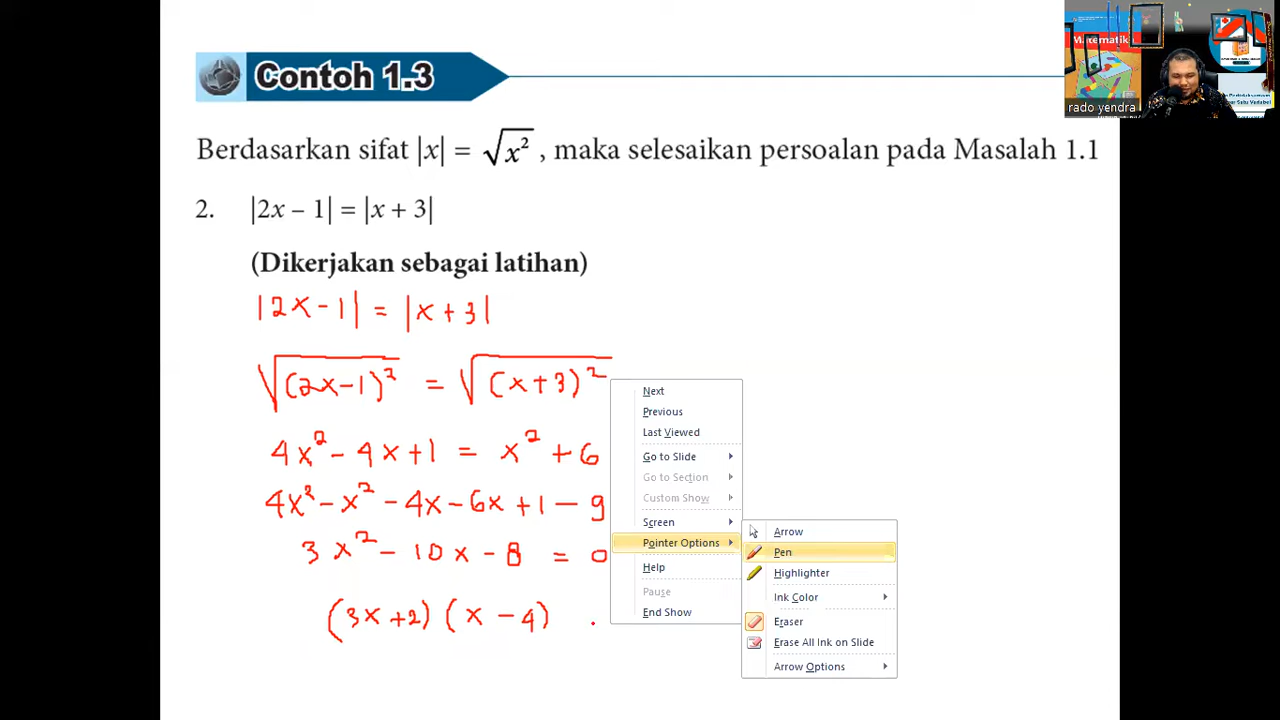 Matematika
rado yendra
Contoh 1.3
Berdasarkan sifat |x| = √x², maka selesaikan persoalan pada Masalah 1.1
2. |2x – 1| = |x + 3|
(Dikerjakan sebagai latihan)
|2x - 1| = |x + 3|
√(2x-1)² = √(x+3)²
4x² - 4x + 1 = x² + 6
4x² - x² - 4x - 6x + 1 - 9
3x² - 10x - 8 = 0
(3x+2) (x - 4)
Next
Previous
Last Viewed
Go to Slide
Go to Section
Custom Show
Screen
Pointer Options
Help
Pause
End Show
Arrow
Pen
Highlighter
Ink Color
Eraser
Erase All Ink on Slide
Arrow Options